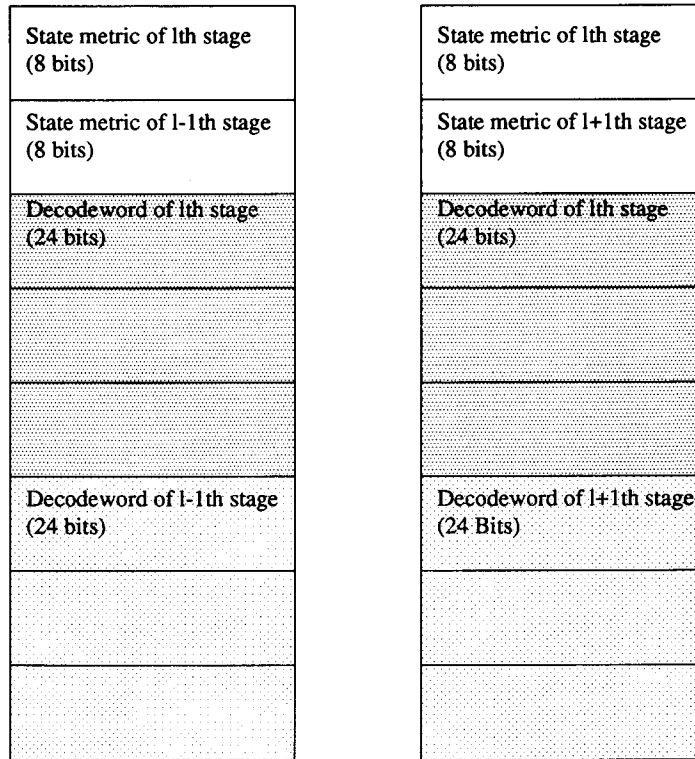 State metric of lth stage
(8 bits)
State metric of l-1th stage
(8 bits)
Decodeword of lth stage
(24 bits)
Decodeword of l-1th stage
(24 bits)
State metric of lth stage
(8 bits)
State metric of l+1th stage
(8 bits)
Decodeword of lth stage
(24 bits)
Decodeword of l+1th stage
(24 Bits)